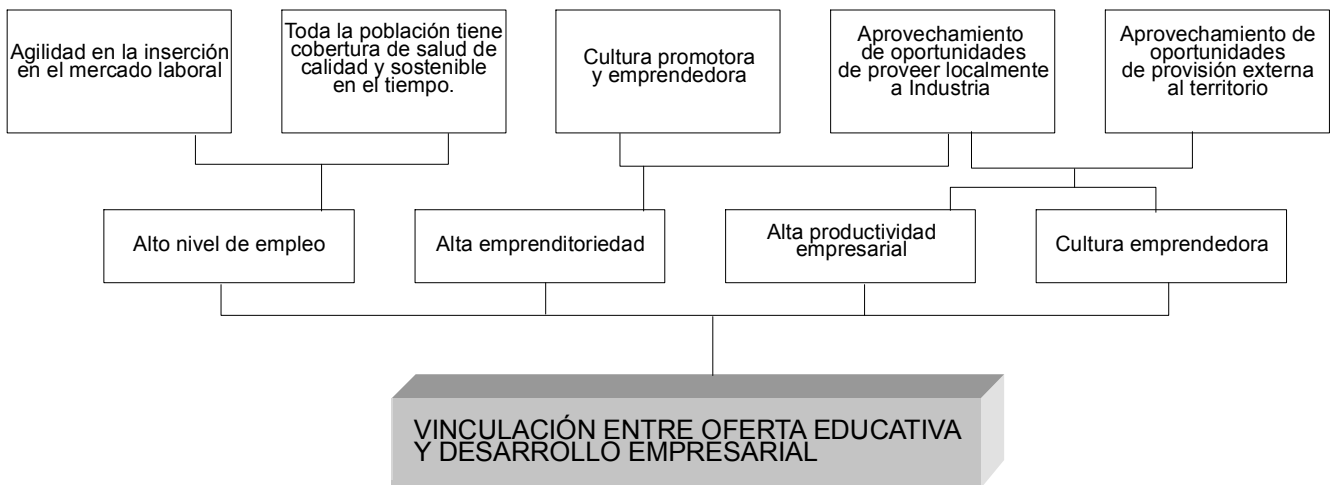 Agilidad en la inserción
en el mercado laboral
Toda la población tiene
cobertura de salud de
calidad y sostenible
en el tiempo.
Cultura promotora
y emprendedora
Aprovechamiento
de oportunidades
de proveer localmente
a Industria
Aprovechamiento de
oportunidades
de provisión externa
al territorio
Alto nivel de empleo
Alta emprenditoriedad
Alta productividad
empresarial
Cultura emprendedora
VINCULACIÓN ENTRE OFERTA EDUCATIVA
Y DESARROLLO EMPRESARIAL